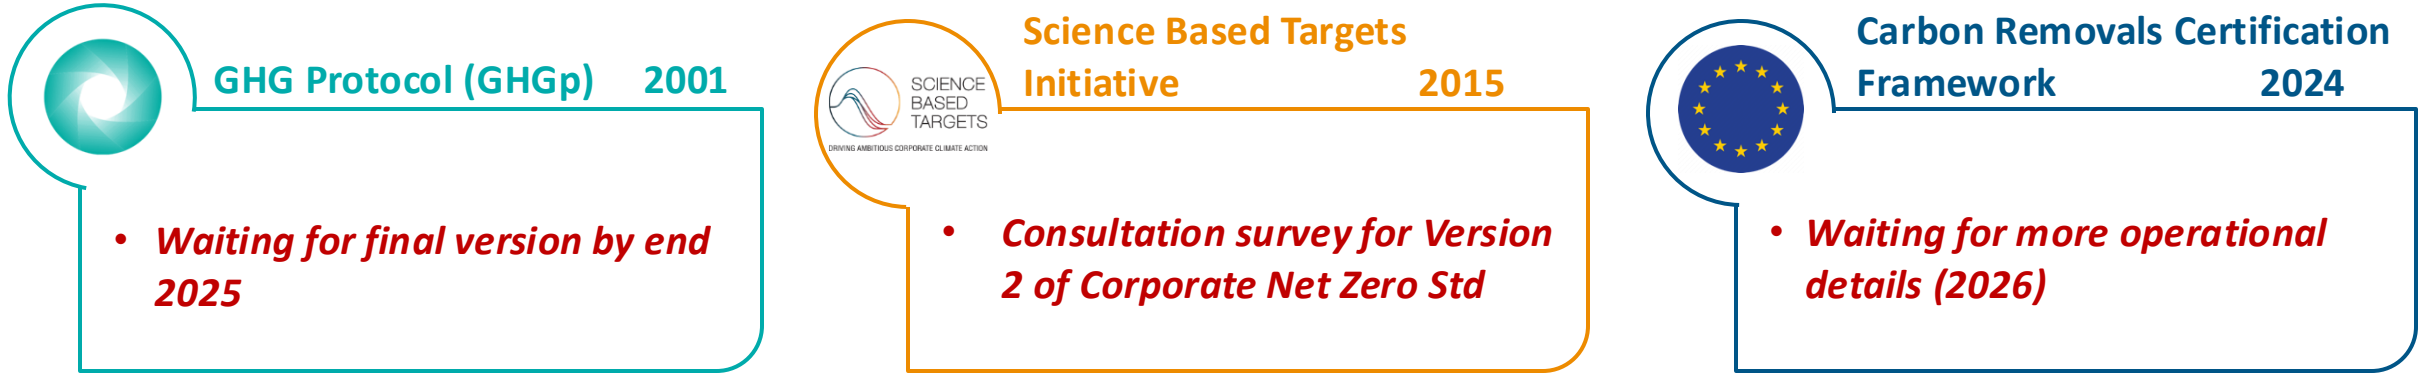 GHG Protocol (GHGp) 2001
• Waiting for final version by end
2025
SCIENCE
BASED
TARGETS
DRIVING AMBITIOUS CORPORATE CLIMATE ACTION
Science Based Targets
Initiative 2015
• Consultation survey for Version
2 of Corporate Net Zero Std
Carbon Removals Certification
Framework 2024
• Waiting for more operational
details (2026)